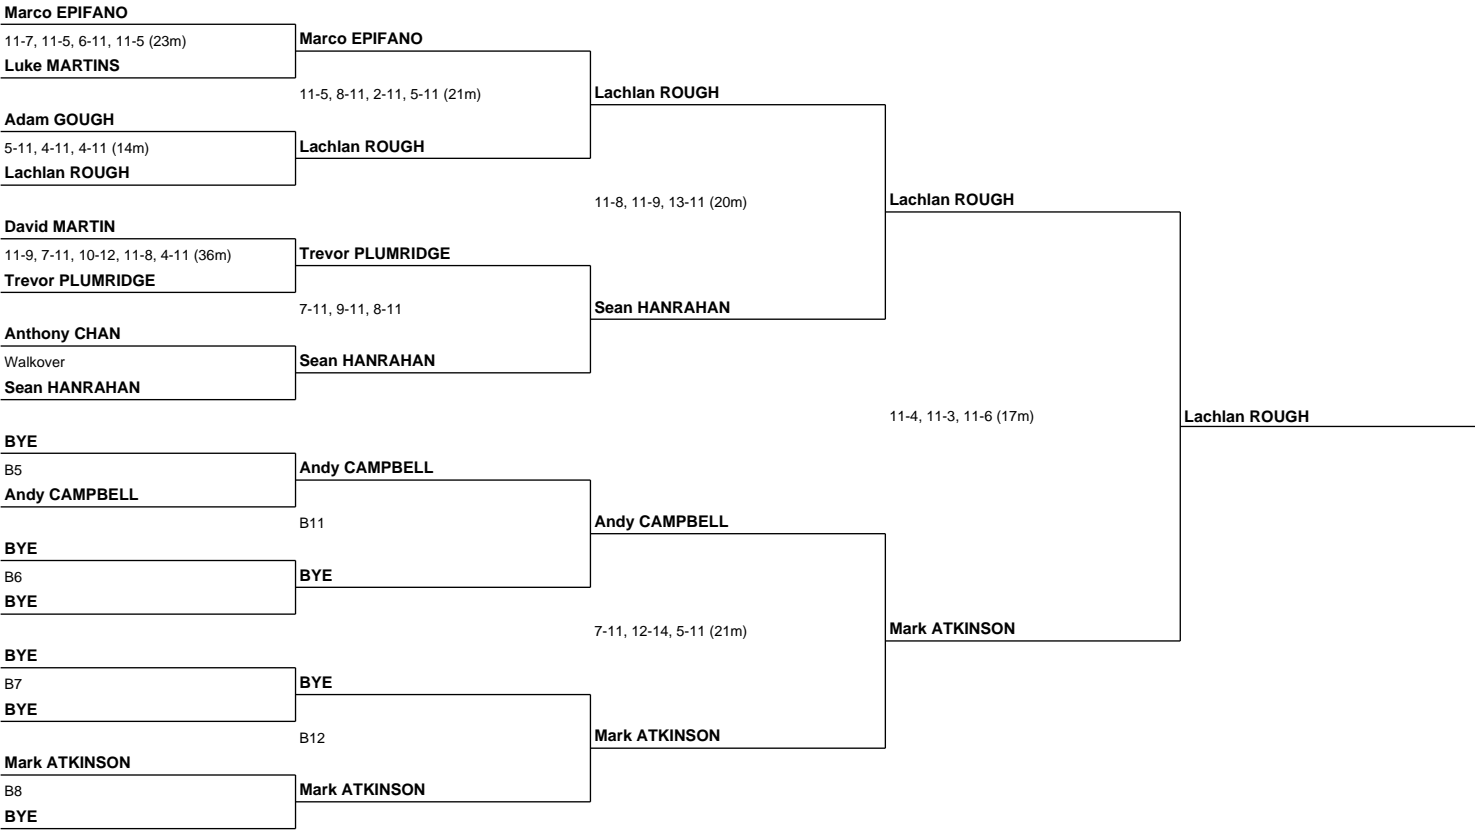 Marco EPIFANO
11-7, 11-5, 6-11, 11-5 (23m)
Luke MARTINS
Adam GOUGH
5-11, 4-11, 4-11 (14m)
Lachlan ROUGH
David MARTIN
11-9, 7-11, 10-12, 11-8, 4-11 (36m)
Trevor PLUMRIDGE
Anthony CHAN
Walkover
Sean HANRAHAN
BYE
B5
Andy CAMPBELL
BYE
B6
BYE
BYE
B7
BYE
Mark ATKINSON
B8
BYE
Marco EPIFANO
11-5, 8-11, 2-11, 5-11 (21m)
Lachlan ROUGH
Trevor PLUMRIDGE
7-11, 9-11, 8-11
Sean HANRAHAN
Andy CAMPBELL
B11
BYE
BYE
B12
Mark ATKINSON
Lachlan ROUGH
11-8, 11-9, 13-11 (20m)
Sean HANRAHAN
Andy CAMPBELL
7-11, 12-14, 5-11 (21m)
Mark ATKINSON
Lachlan ROUGH
11-4, 11-3, 11-6 (17m)
Mark ATKINSON
Lachlan ROUGH